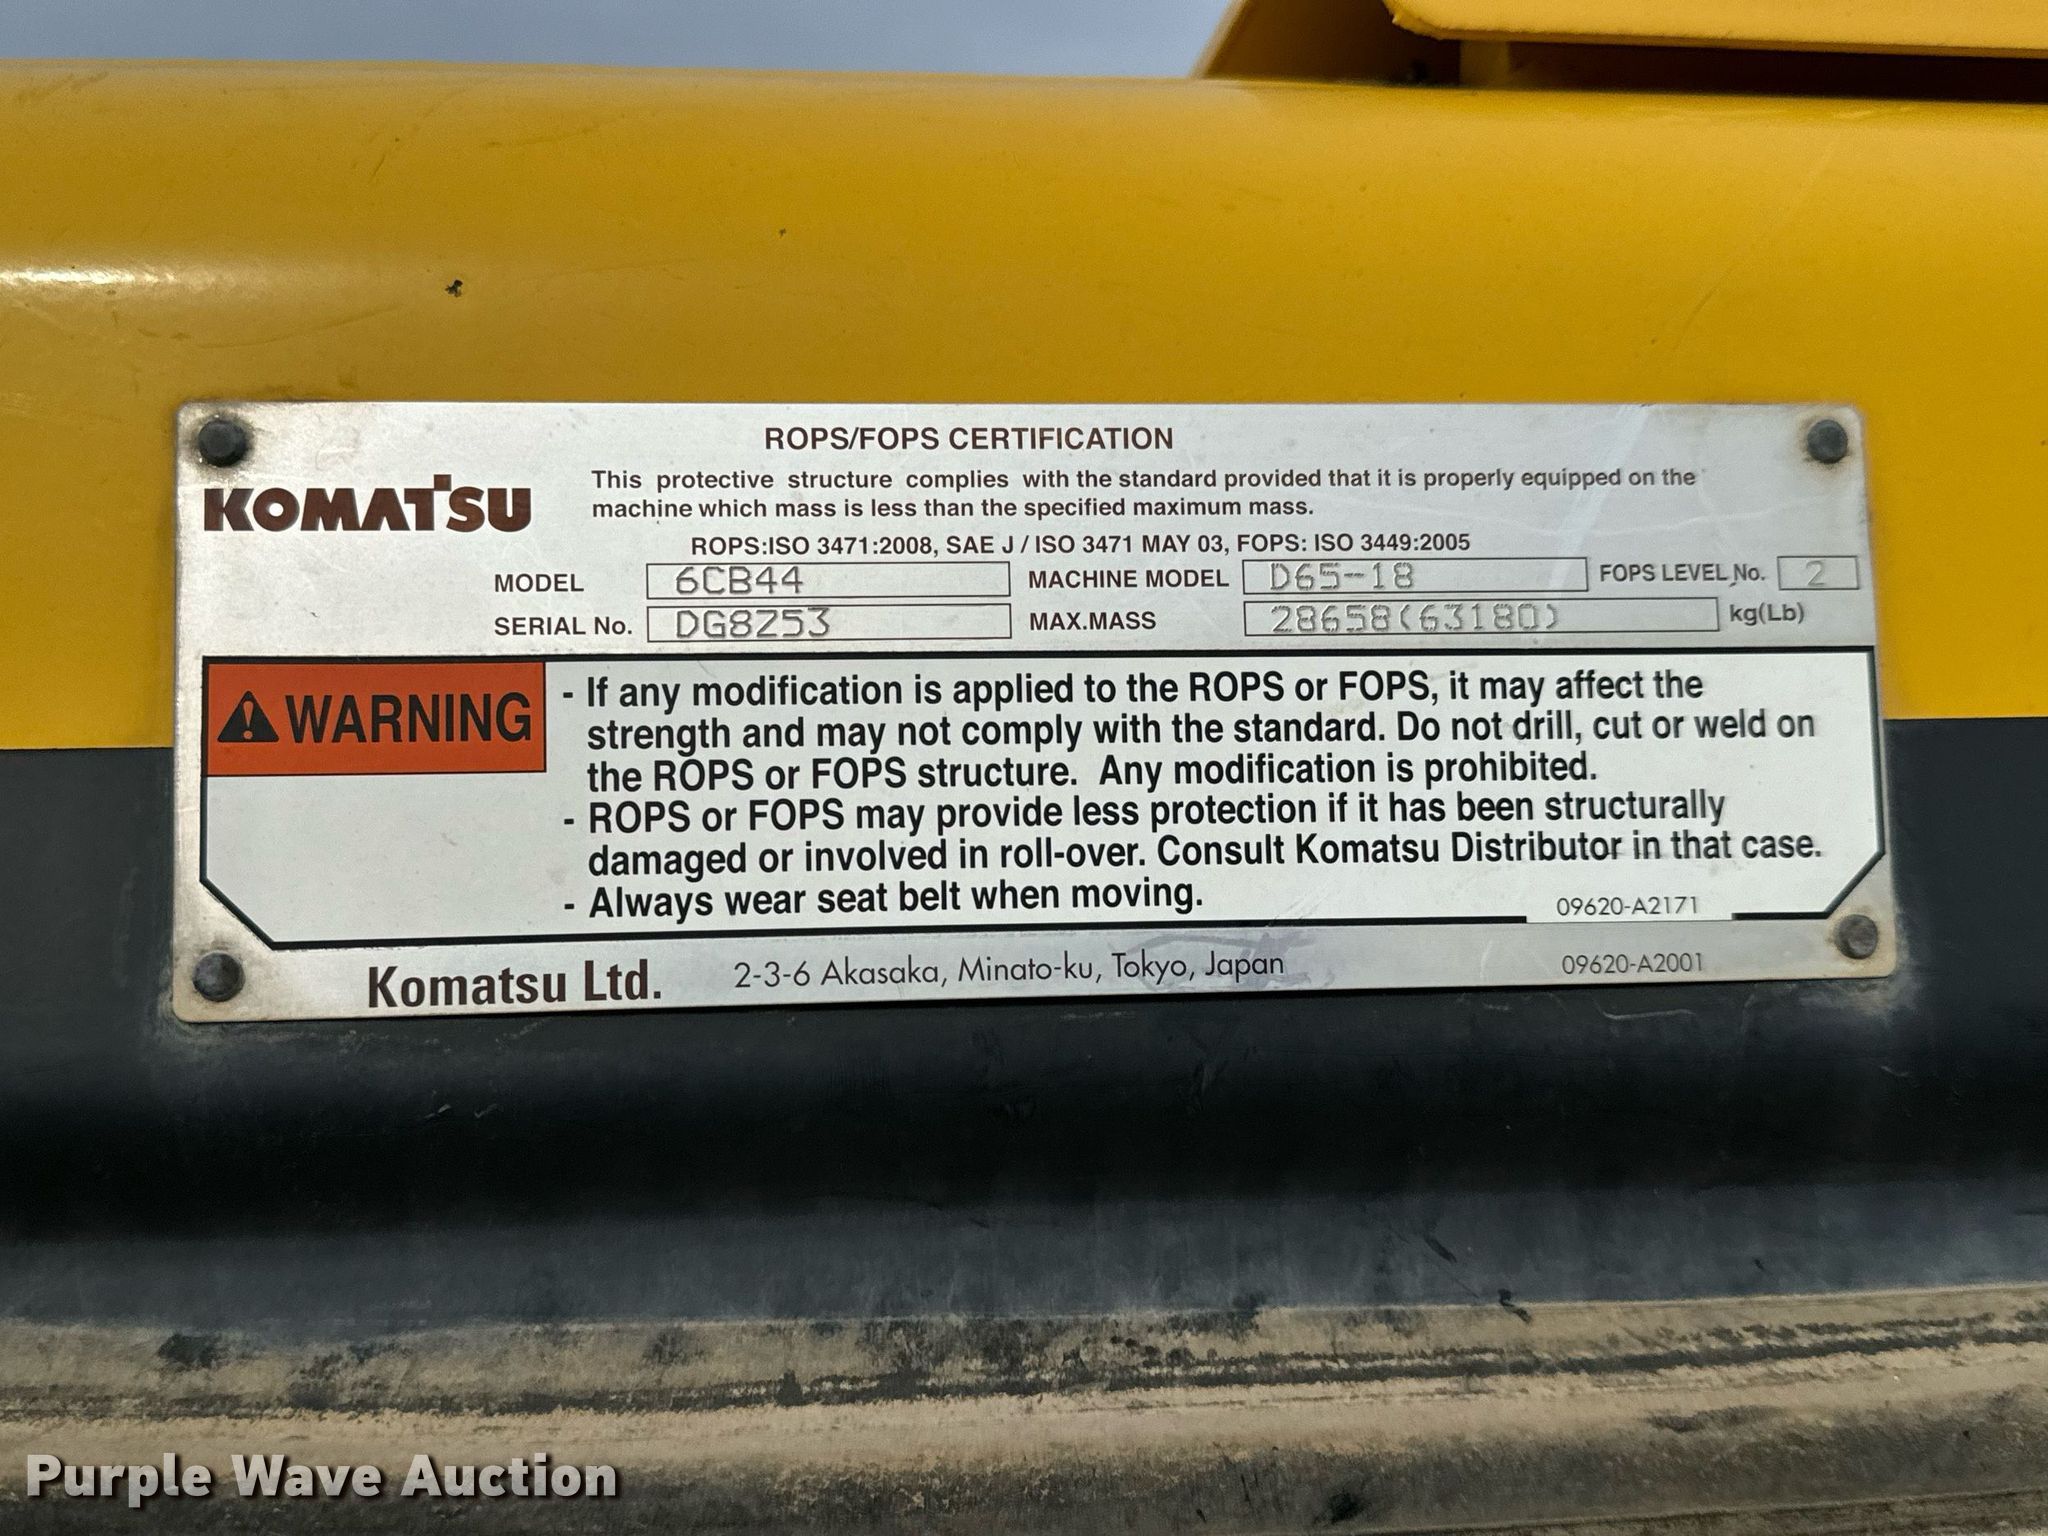 ROPS/FOPS CERTIFICATION
KOMATSU
This protective structure complies with the standard provided that it is properly equipped on the
machine which mass is less than the specified maximum mass.
ROPS:ISO 3471:2008, SAE J / ISO 3471 MAY 03, FOPS: ISO 3449:2005
MODEL 6CB44 MACHINE MODEL D65-18 FOPS LEVEL No. 2
SERIAL No. DG8253 MAX.MASS 28658(63180) kg(Lb)
WARNING
- If any modification is applied to the ROPS or FOPS, it may affect the
strength and may not comply with the standard. Do not drill, cut or weld on
the ROPS or FOPS structure. Any modification is prohibited.
- ROPS or FOPS may provide less protection if it has been structurally
damaged or involved in roll-over. Consult Komatsu Distributor in that case.
- Always wear seat belt when moving.
09620-A2171
Komatsu Ltd. 2-3-6 Akasaka, Minato-ku, Tokyo, Japan 09620-A2001
Purple Wave Auction